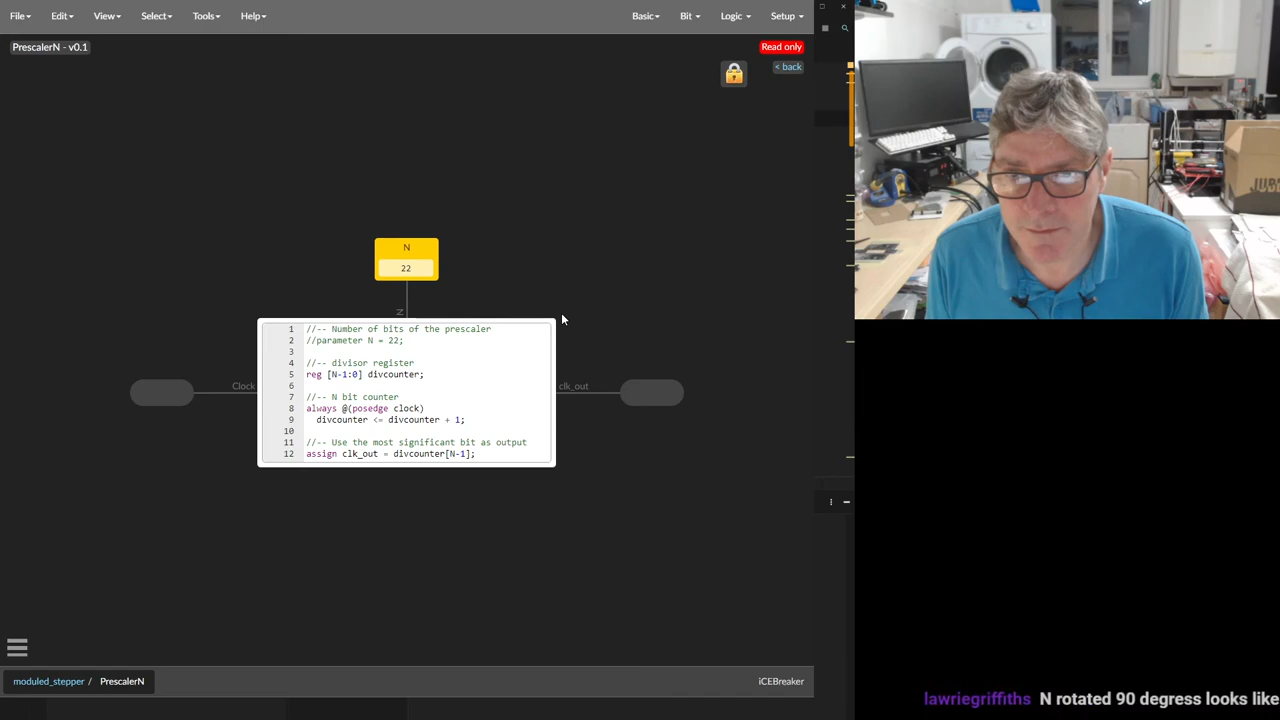 File Edit View Select Tools Help Basic Bit Logic Setup
PrescalerN - v0.1
Read only
< back
N
22
N
1 //-- Number of bits of the prescaler
2 //parameter N = 22;
3
4 //-- divisor register
5 reg [N-1:0] divcounter;
6
7 //-- N bit counter
8 always @(posedge clock)
9 divcounter <= divcounter + 1;
10
11 //-- Use the most significant bit as output
12 assign clk_out = divcounter[N-1];
Clock
clk_out
moduled_stepper / PrescalerN
iCEBreaker
lawriegriffiths N rotated 90 degress looks like